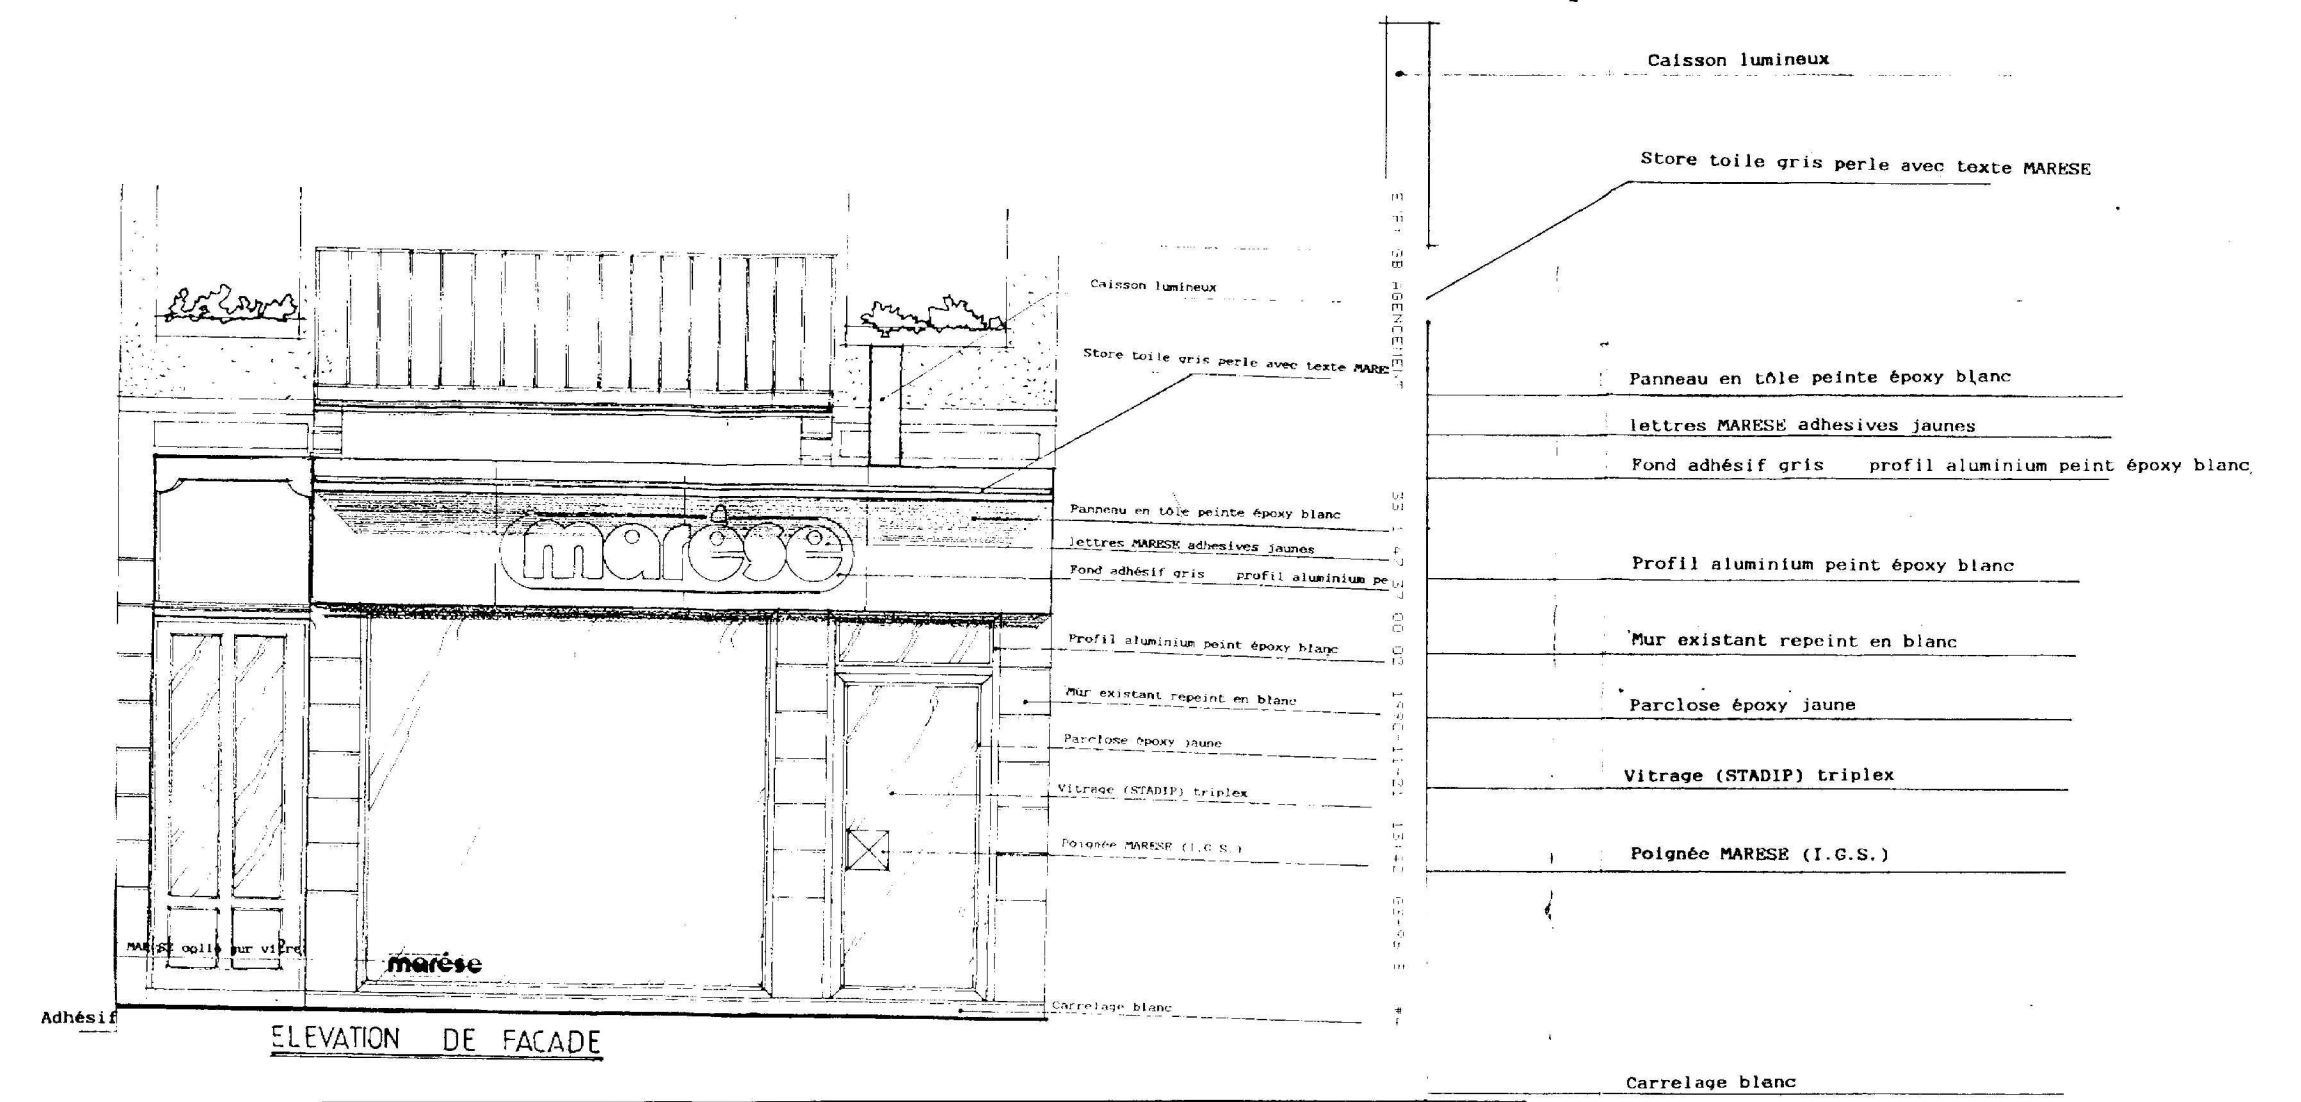 Caisson lumineux
Store toile gris perle avec texte MARESE
Caisson lumineux
Store toile gris perle avec texte MARE
Panneau en tôle peinte époxy blanc
lettres MARESE adhesives jaunes
Fond adhésif gris profil aluminium peint époxy blanc
marèse
Panneau en tôle peinte époxy blanc
lettres MARESE adhesives jaunes
Fond adhésif gris profil aluminium pe
Profil aluminium peint époxy blanc
Profil aluminium peint époxy blanc
Mur existant repeint en blanc
Mur existant repeint en blanc
Parclose époxy jaune
Parclose époxy jaune
Vitrage (STADIP) triplex
Vitrage (STADIP) triplex
Poignée MARESE (I.G.S.)
Poignée MARESE (I.G.S.)
sur vitre
marése
Carrelage blanc
Adhésif
ELEVATION DE FACADE
Carrelage blanc